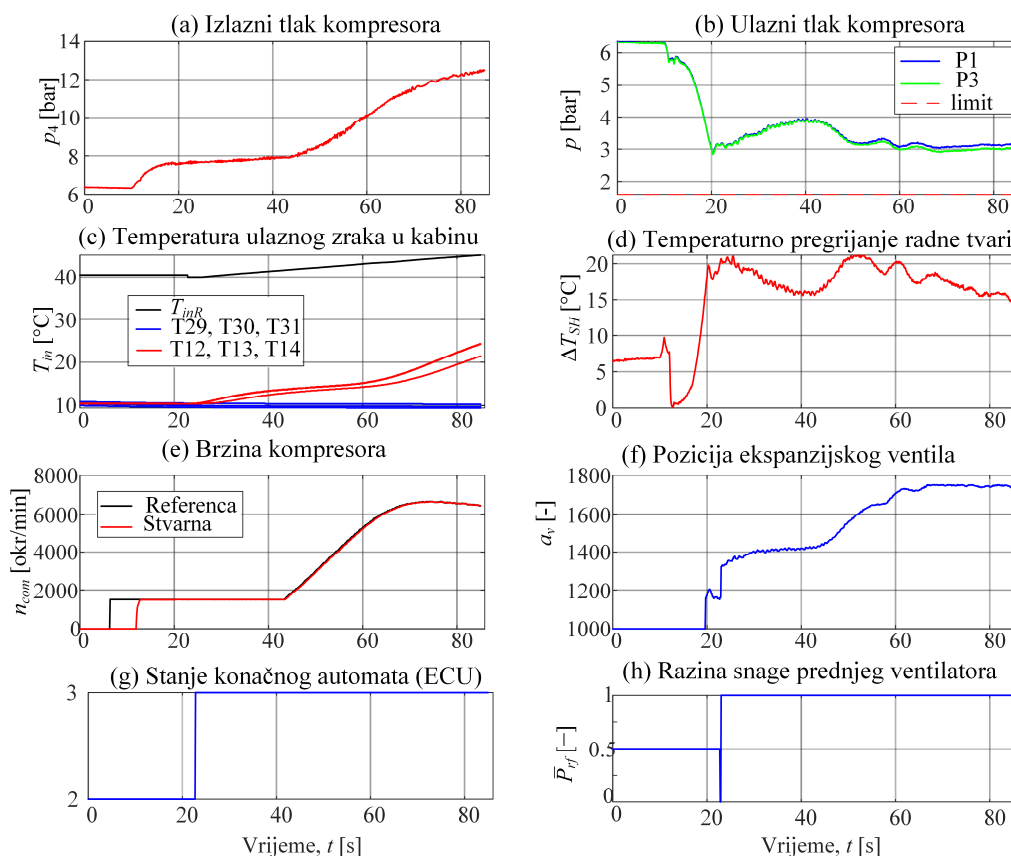 (a) Izlazni tlak kompresora
14
12
10
8
6
p4 [bar]
0 20 40 60 80
(b) Ulazni tlak kompresora
6
5
4
3
2
p [bar]
P1
P3
limit
0 20 40 60 80
(c) Temperatura ulaznog zraka u kabinu
40
30
20
10
Tin [°C]
TinR
T29, T30, T31
T12, T13, T14
0 20 40 60 80
(d) Temperaturno pregrijanje radne tvari
20
15
10
5
0
ΔTSH [°C]
0 20 40 60 80
(e) Brzina kompresora
6000
4000
2000
0
ncom [okr/min]
Referenca
Stvarna
0 20 40 60 80
(f) Pozicija ekspanzijskog ventila
1800
1600
1400
1200
1000
av [-]
0 20 40 60 80
(g) Stanje konačnog automata (ECU)
3
2
0 20 40 60 80
Vrijeme, t [s]
(h) Razina snage prednjeg ventilatora
1
0.5
0
P̅rf [−]
0 20 40 60 80
Vrijeme, t [s]